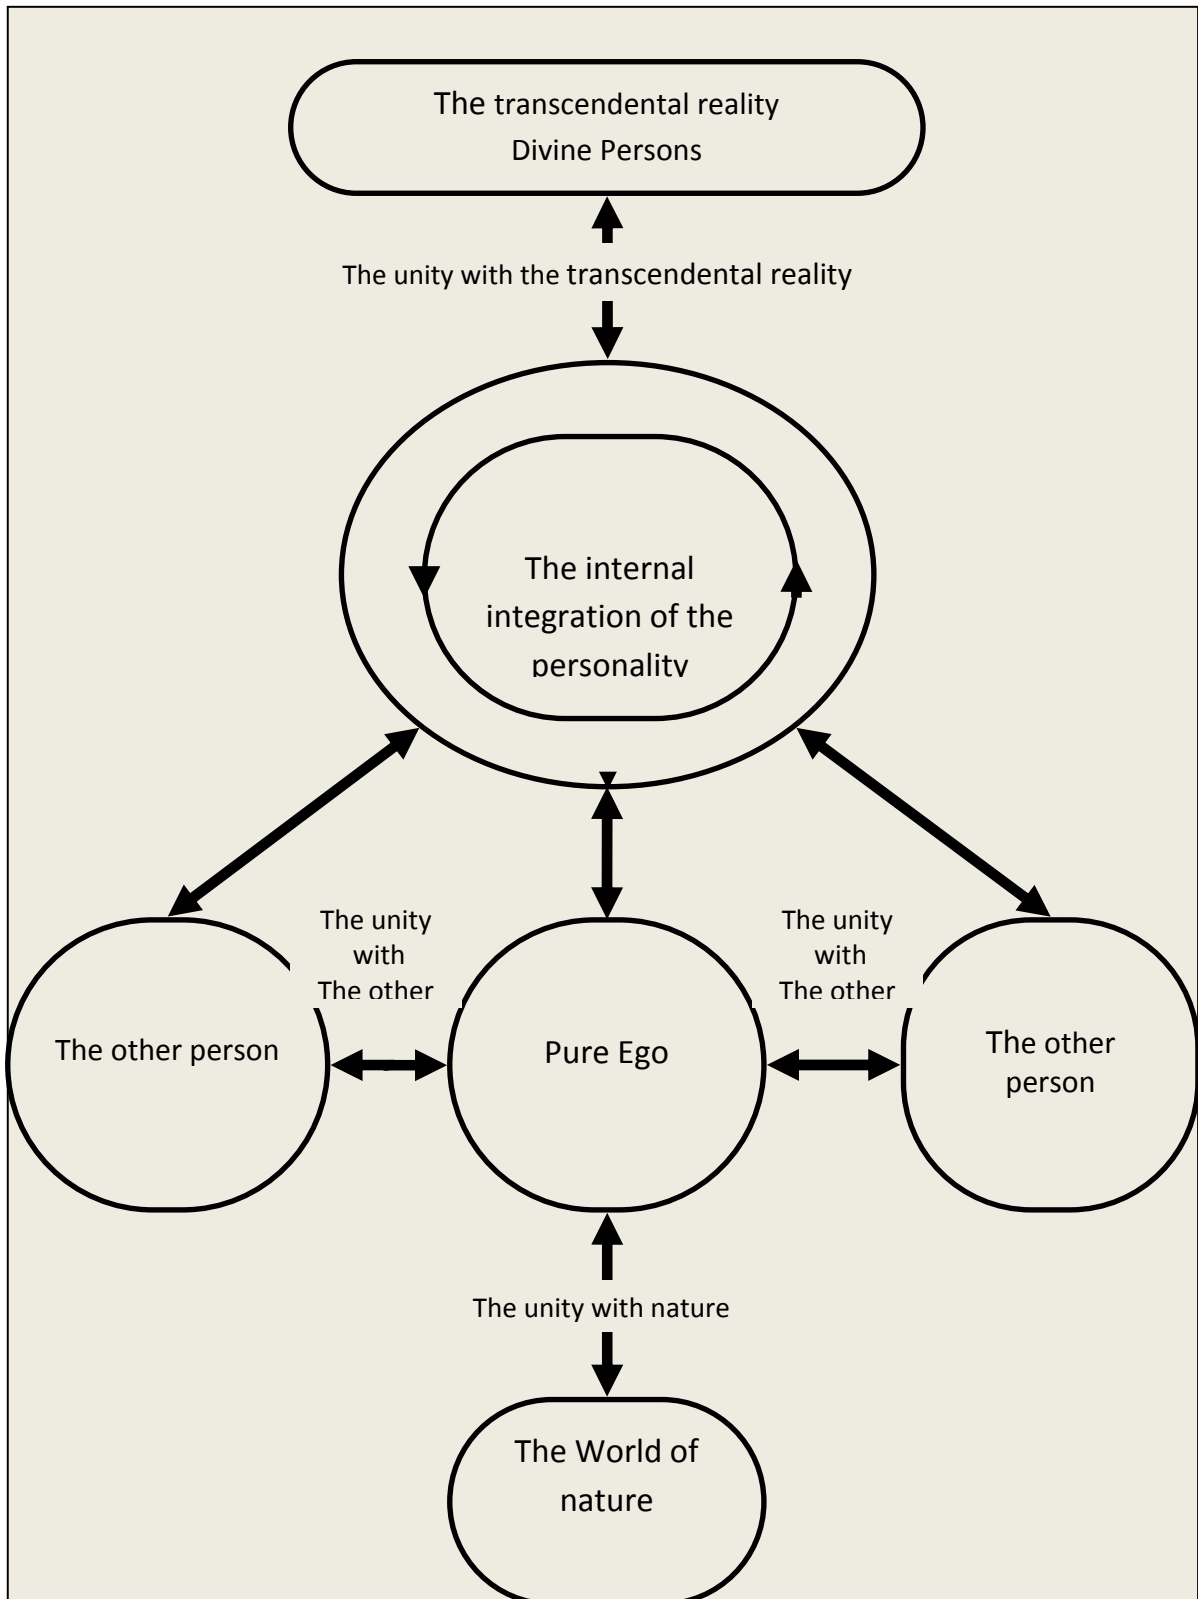 The transcendental reality
Divine Persons
The unity with the transcendental reality
The internal
integration of the
personality
The unity
with
The other
The unity
with
The other
The other person
Pure Ego
The other
person
The unity with nature
The World of
nature